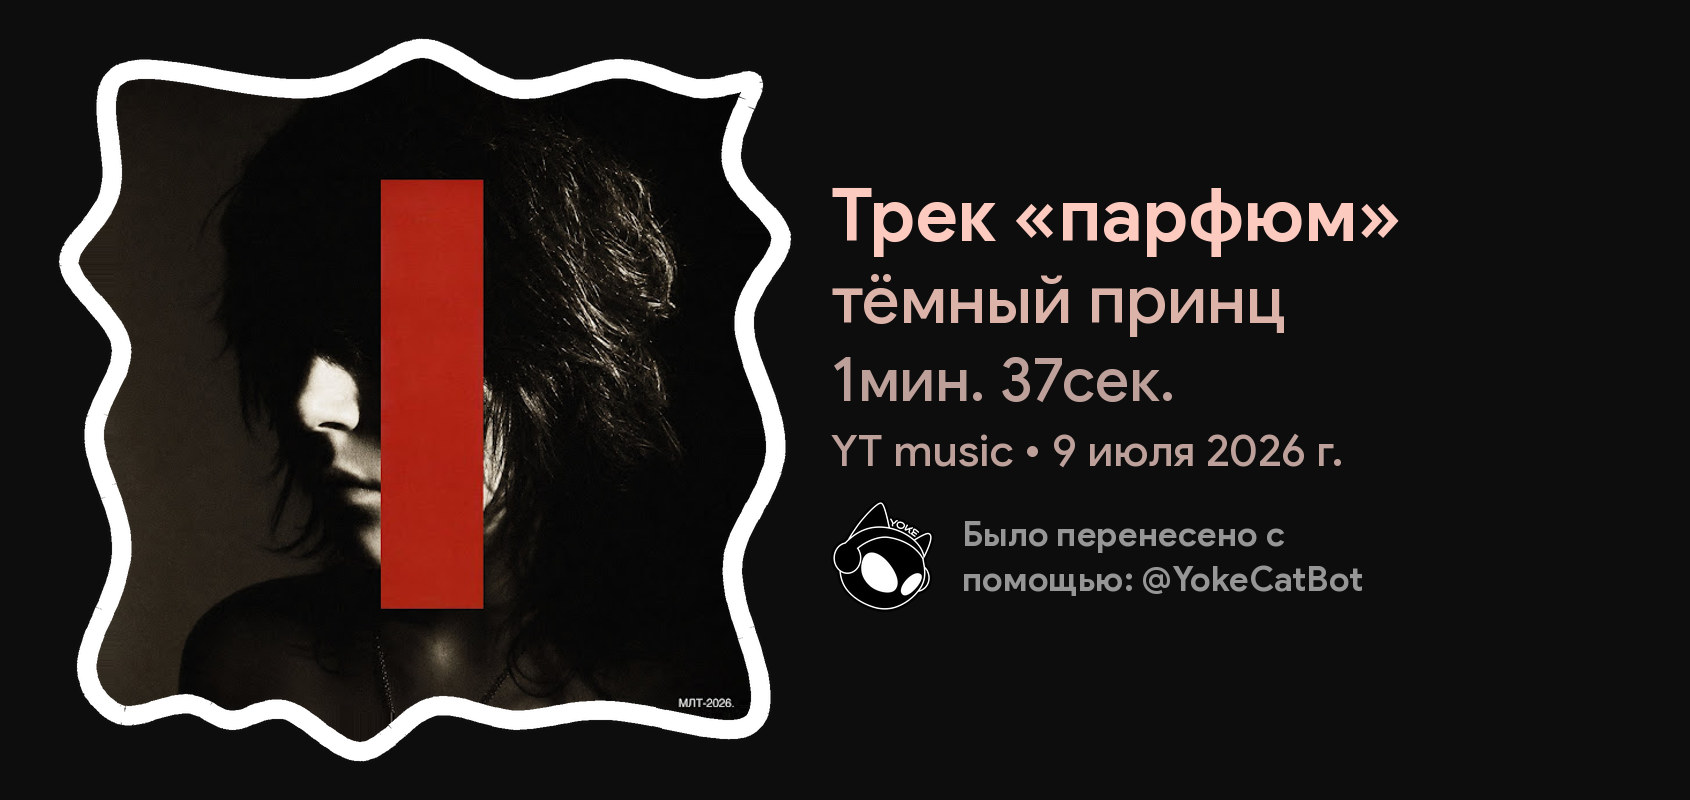 Трек «парфюм»
тёмный принц
1мин. 37сек.
YT music • 9 июля 2026 г.
YOKE
Было перенесено с
помощью: @YokeCatBot
МЛТ-2026.